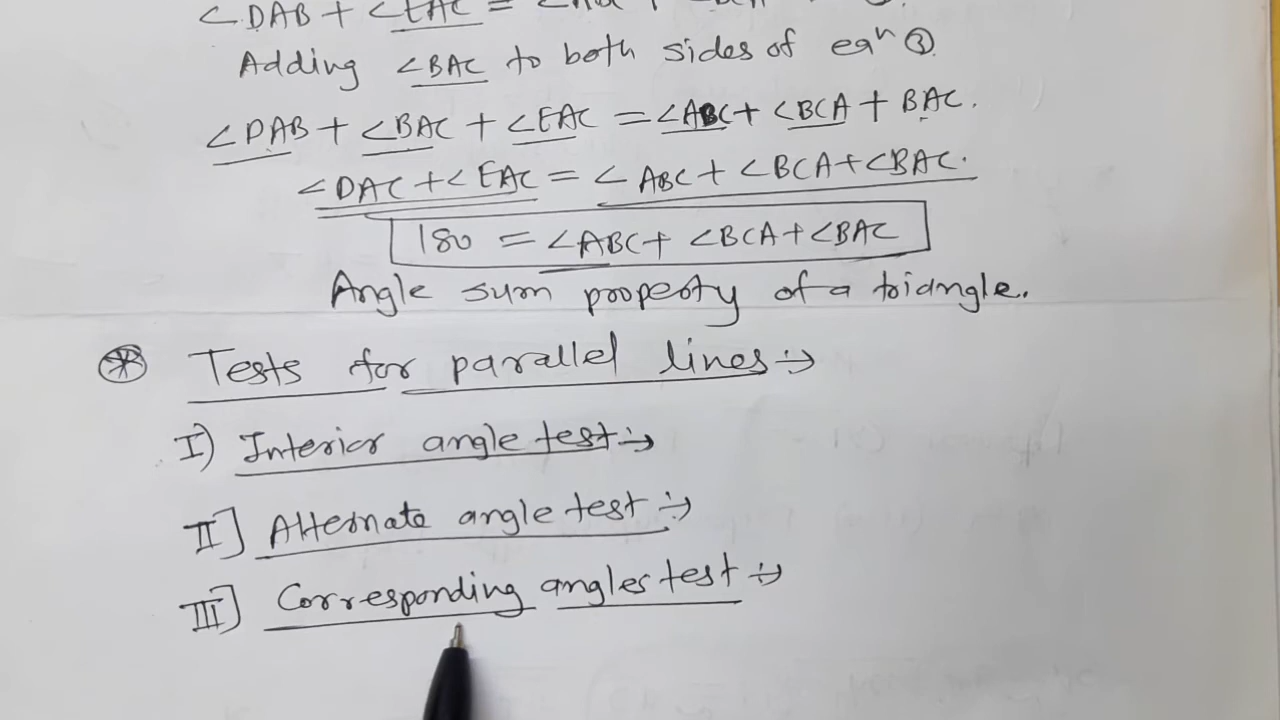 ∠DAB + ∠EAC =
Adding ∠BAC to both sides of eqⁿ ③.
∠DAB + ∠BAC + ∠EAC = ∠ABC + ∠BCA + BAC.
∠DAC + ∠EAC = ∠ABC + ∠BCA + ∠BAC.
180 = ∠ABC + ∠BCA + ∠BAC
Angle sum property of a triangle.
* Tests for parallel lines :→
I) Interior angle test :→
II] Alternate angle test :→
III] Corresponding angles test :→